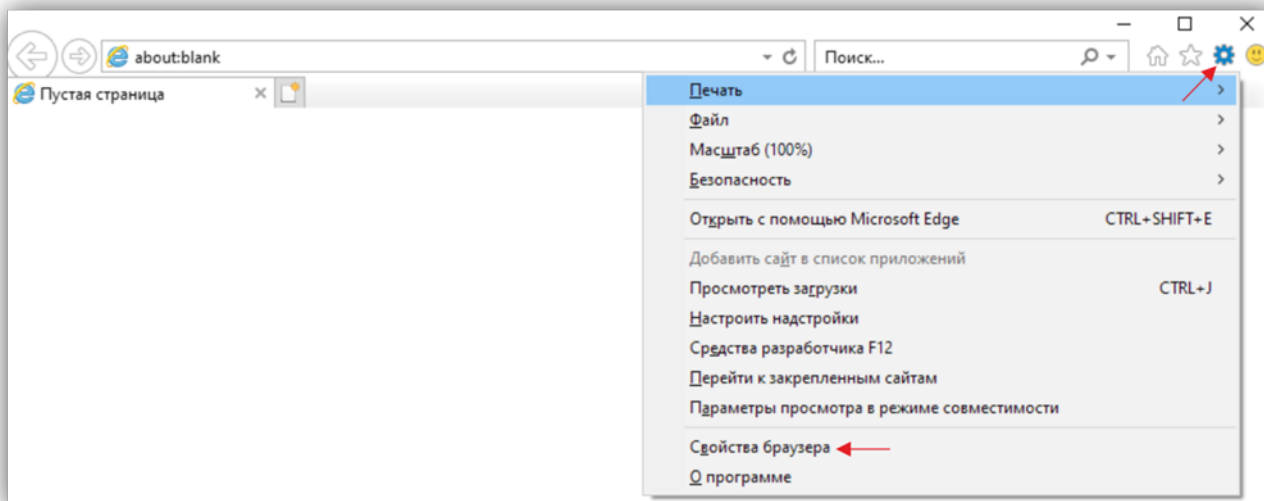 about:blank
Поиск...
Пустая страница
Печать
Файл
Масштаб (100%)
Безопасность
Открыть с помощью Microsoft Edge CTRL+SHIFT+E
Добавить сайт в список приложений
Просмотреть загрузки CTRL+J
Настроить надстройки
Средства разработчика F12
Перейти к закрепленным сайтам
Параметры просмотра в режиме совместимости
Свойства браузера
О программе